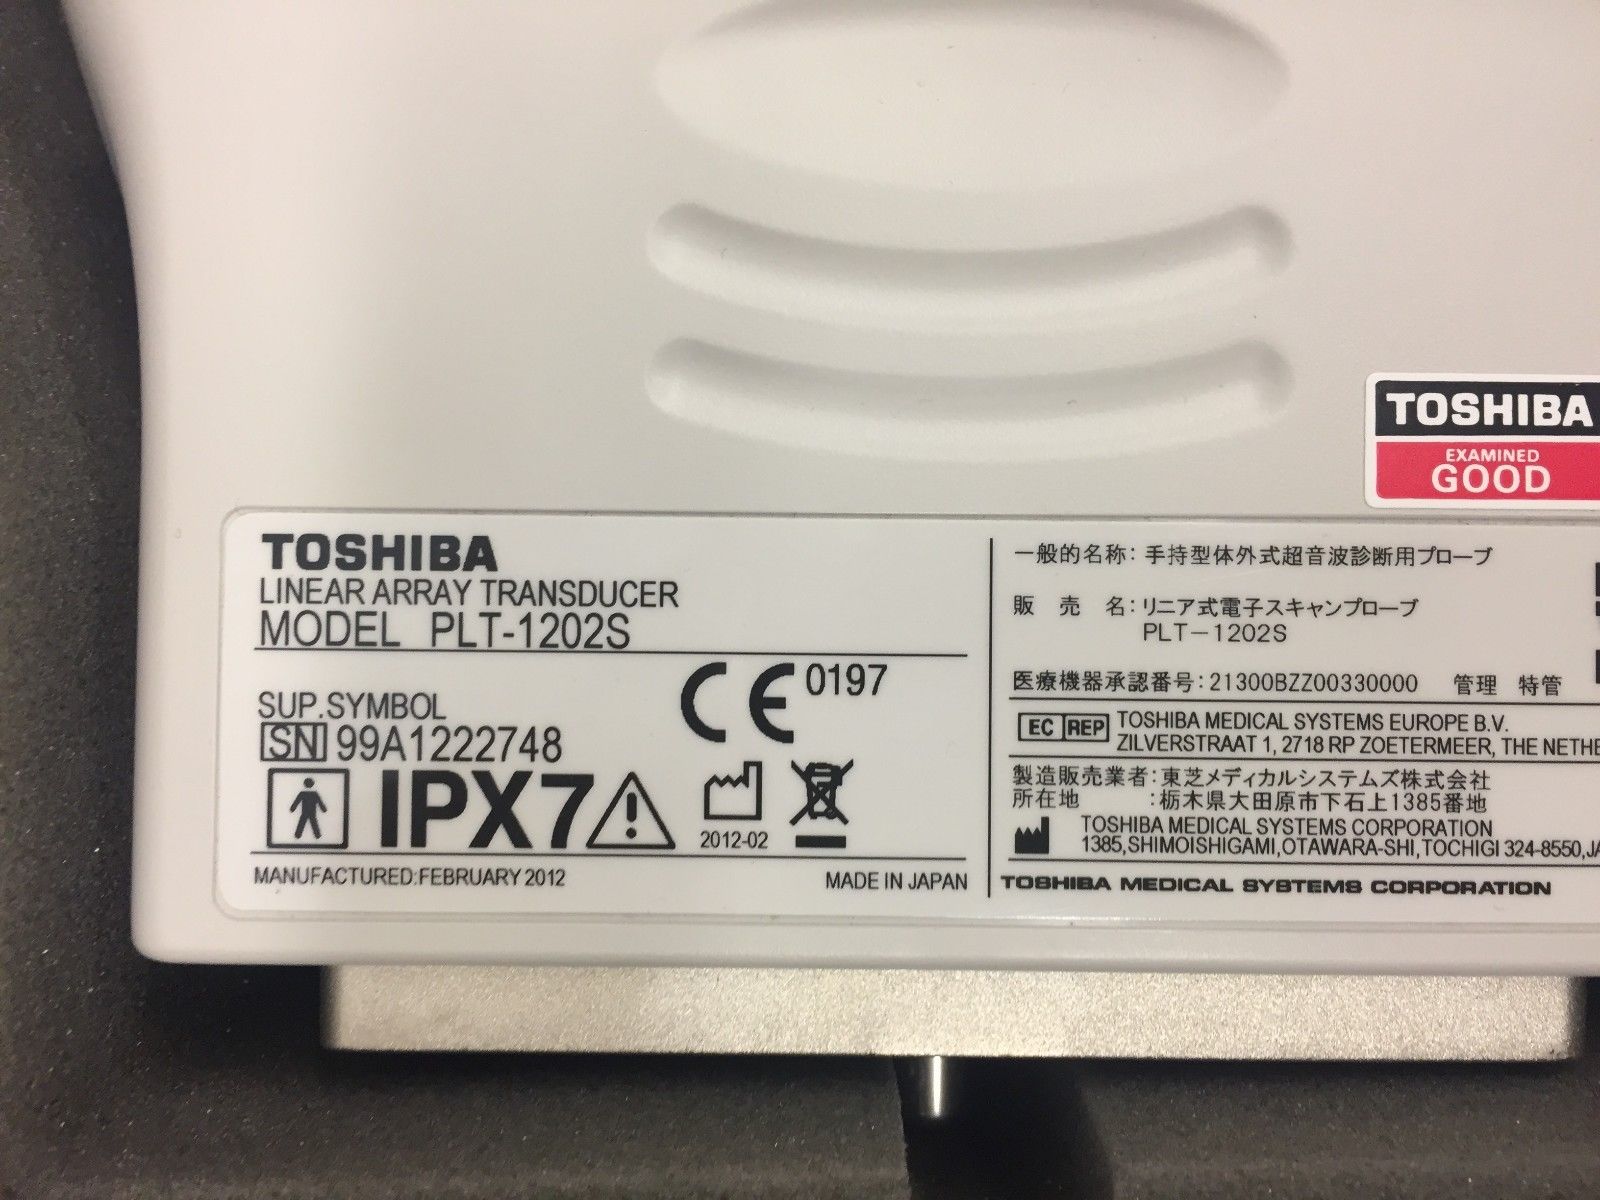 TOSHIBA
EXAMINED
GOOD
TOSHIBA
LINEAR ARRAY TRANSDUCER
MODEL PLT-1202S
SUP.SYMBOL
SN 99A1222748
CE 0197
IPX7
2012-02
MANUFACTURED:FEBRUARY 2012
MADE IN JAPAN
一般的名称：手持型体外式超音波診断用プローブ
販売名：リニア式電子スキャンプローブ
PLT－1202S
医療機器承認番号：21300BZZ00330000 管理 特管
EC REP TOSHIBA MEDICAL SYSTEMS EUROPE B.V.
ZILVERSTRAAT 1, 2718 RP ZOETERMEER, THE NETHE
製造販売業者：東芝メディカルシステムズ株式会社
所在地：栃木県大田原市下石上1385番地
TOSHIBA MEDICAL SYSTEMS CORPORATION
1385,SHIMOISHIGAMI,OTAWARA-SHI,TOCHIGI 324-8550,JA
TOSHIBA MEDICAL SYSTEMS CORPORATION